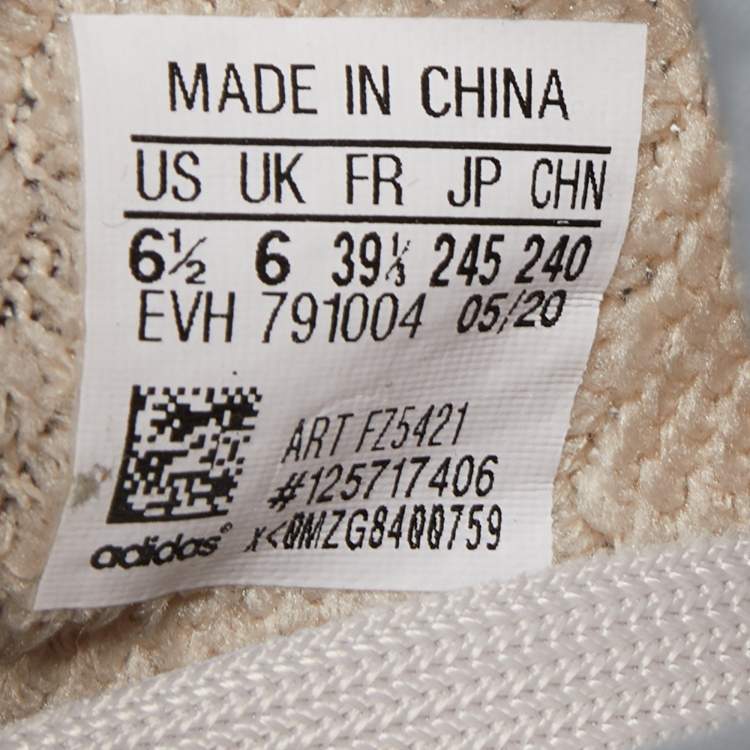 MADE IN CHINA
US UK FR JP CHN
6½ 6 39⅓ 245 240
EVH 791004 05/20
ART FZ5421
#125717406
adidas® x<0MZG8400759